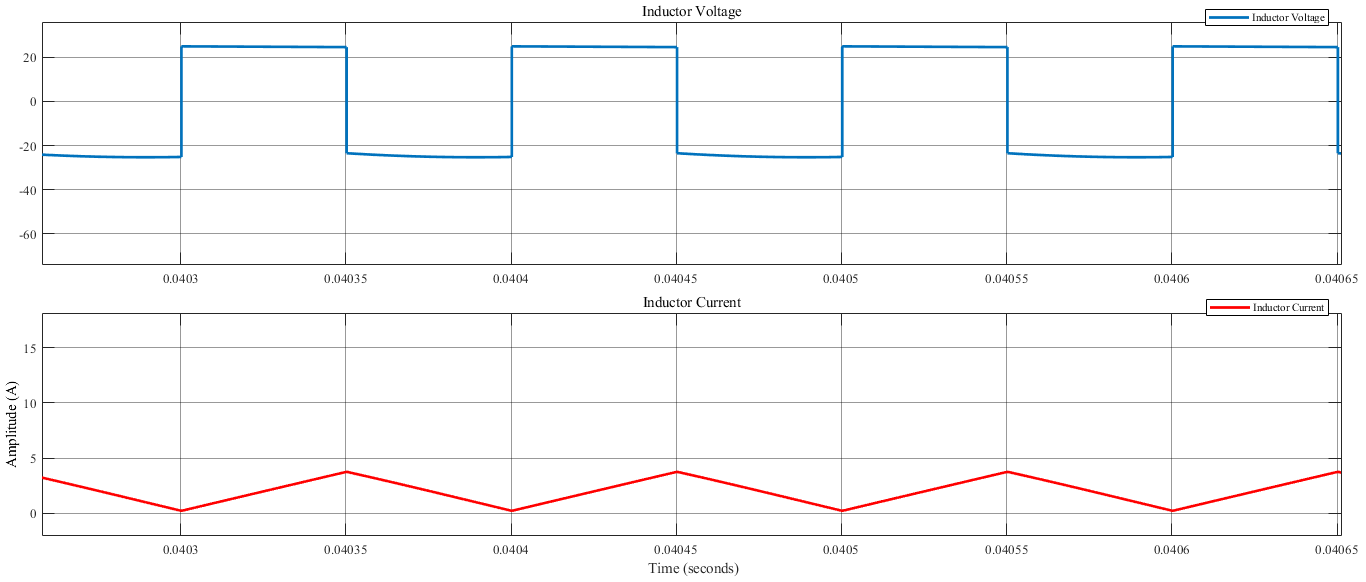 Inductor Voltage
Inductor Voltage
20
0
-20
-40
-60
0.0403 0.04035 0.0404 0.04045 0.0405 0.04055 0.0406 0.04065
Inductor Current
Inductor Current
Amplitude (A)
15
10
5
0
0.0403 0.04035 0.0404 0.04045 0.0405 0.04055 0.0406 0.04065
Time (seconds)